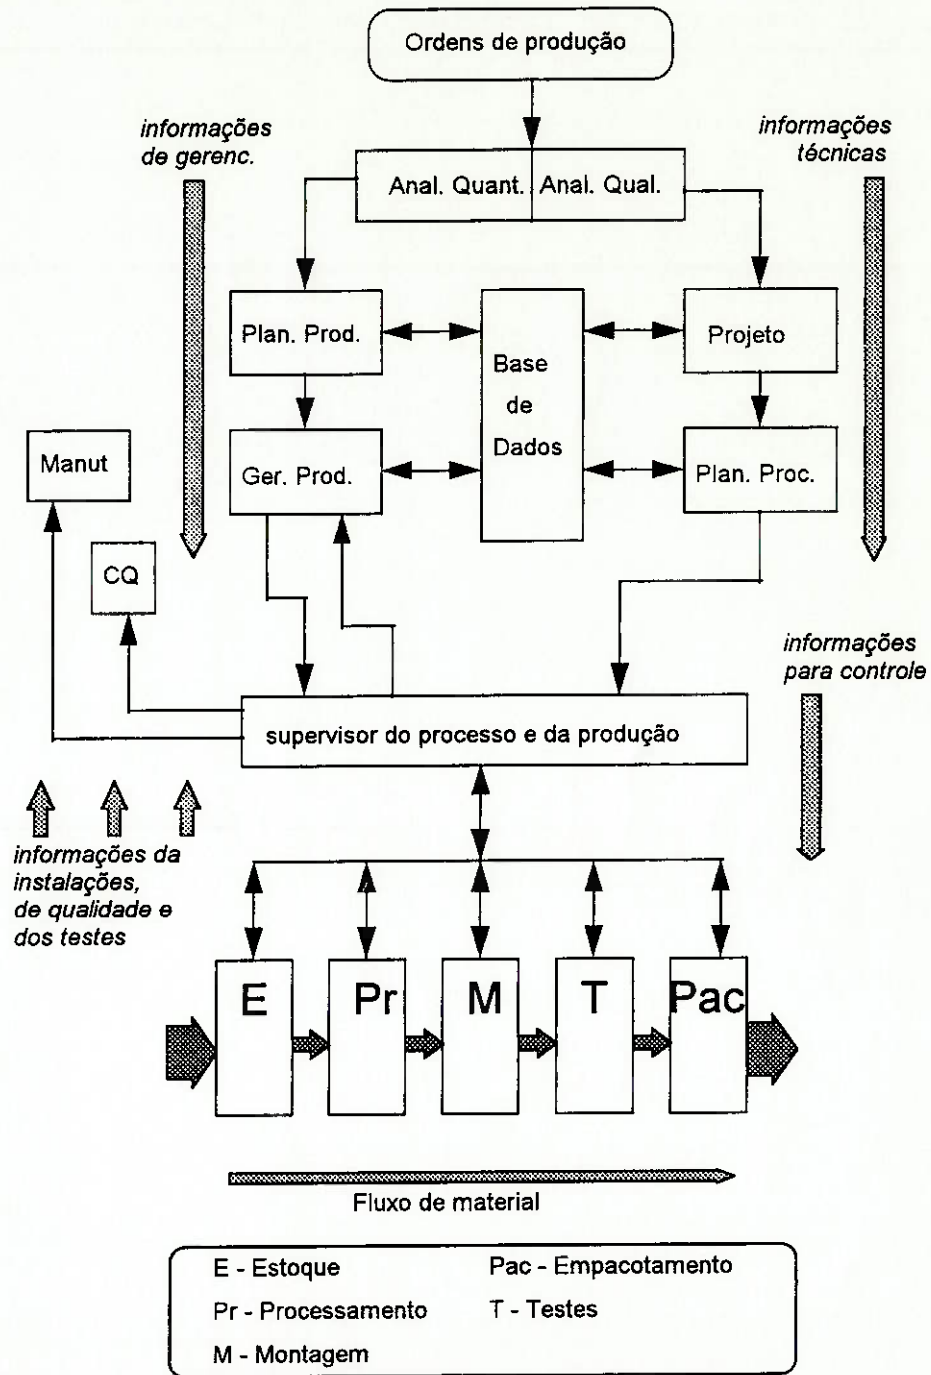 Ordens de produção
informações
de gerenc.
informações
técnicas
Anal. Quant.
Anal. Qual.
Plan. Prod.
Base
de
Dados
Projeto
Manut
Ger. Prod.
Plan. Proc.
CQ
informações
para controle
supervisor do processo e da produção
informações da
instalações,
de qualidade e
dos testes
E
Pr
M
T
Pac
Fluxo de material
E - Estoque
Pac - Empacotamento
Pr - Processamento
T - Testes
M - Montagem